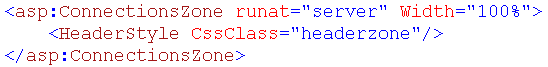 <asp:ConnectionsZone runat="server" Width="100%">
    <HeaderStyle CssClass="headerzone"/>
</asp:ConnectionsZone>